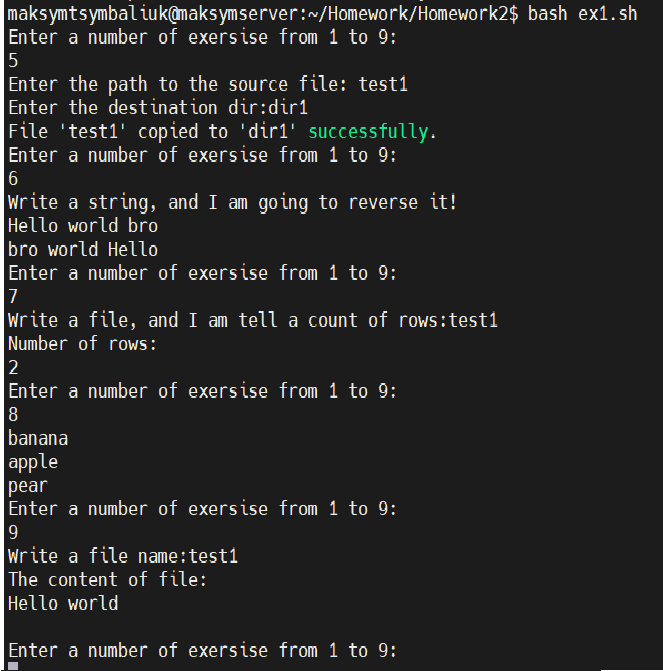 maksymtsymbaliuk@maksymserver:~/Homework/Homework2$ bash ex1.sh
Enter a number of exersise from 1 to 9:
5
Enter the path to the source file: test1
Enter the destination dir:dir1
File 'test1' copied to 'dir1' successfully.
Enter a number of exersise from 1 to 9:
6
Write a string, and I am going to reverse it!
Hello world bro
bro world Hello
Enter a number of exersise from 1 to 9:
7
Write a file, and I am tell a count of rows:test1
Number of rows:
2
Enter a number of exersise from 1 to 9:
8
banana
apple
pear
Enter a number of exersise from 1 to 9:
9
Write a file name:test1
The content of file:
Hello world
Enter a number of exersise from 1 to 9: